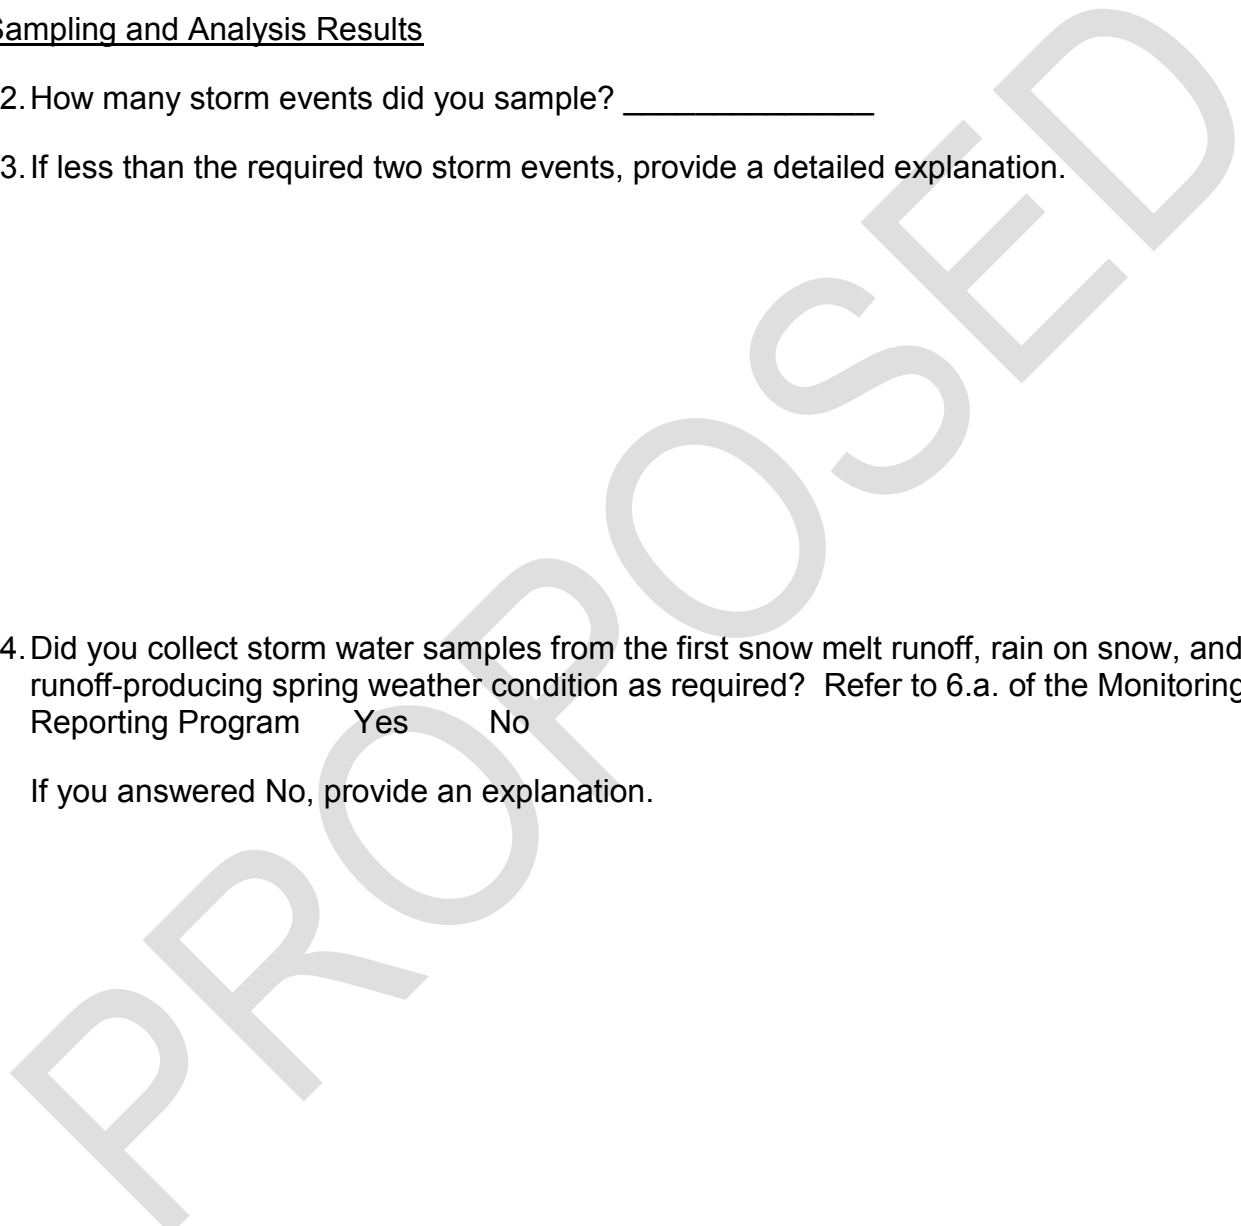 Sampling and Analysis Results
2. How many storm events did you sample? ______________
3. If less than the required two storm events, provide a detailed explanation.
4. Did you collect storm water samples from the first snow melt runoff, rain on snow, and
runoff-producing spring weather condition as required? Refer to 6.a. of the Monitoring
Reporting Program Yes No
If you answered No, provide an explanation.
PROPOSED